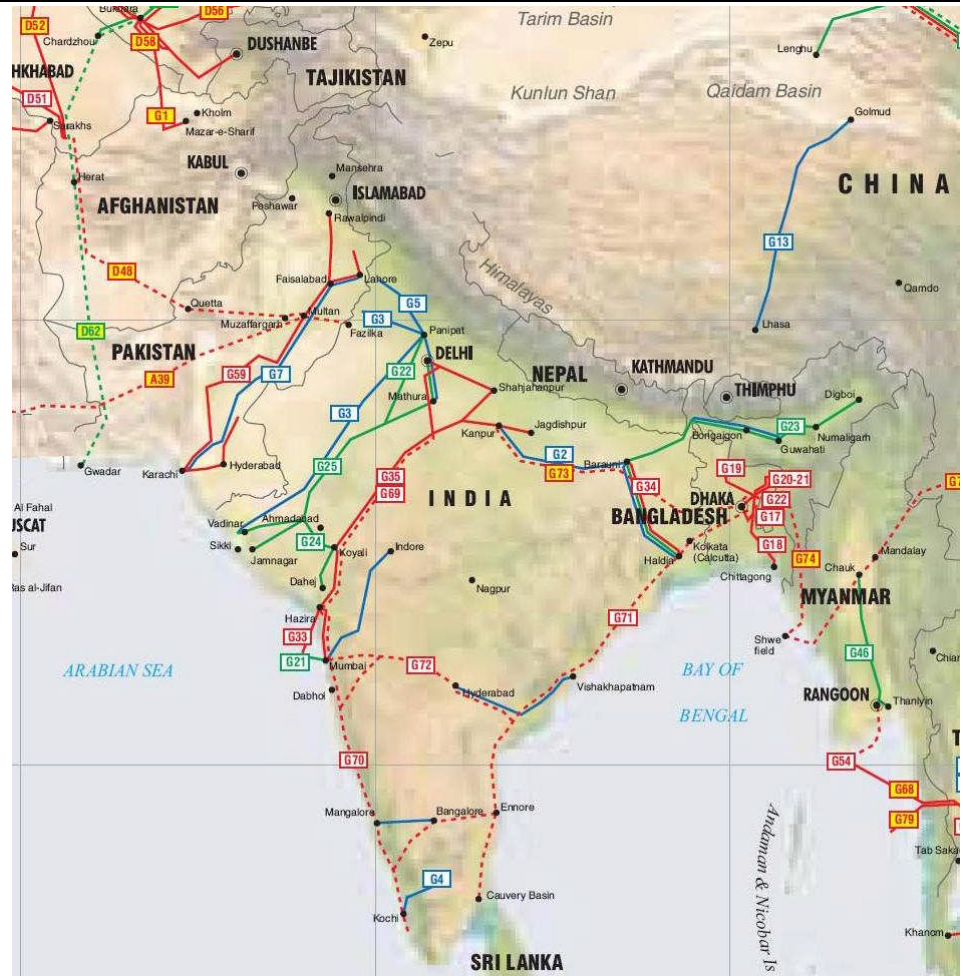 D52
Bukhara
D56
Tarim Basin
Chardzhou
D58
DUSHANBE
Zepu
Lenghu
HKHABAD
TAJIKISTAN
D51
Kunlun Shan
Qaidam Basin
G1
Kholm
Golmud
Sarakhs
Mazar-e-Sharif
KABUL
Mansehra
Herat
ISLAMABAD
CHINA
Peshawar
AFGHANISTAN
Rawalpindi
G13
Himalayas
D48
Faisalabad
Lahore
Qamdo
Quetta
G5
Multan
G3
Muzaffargarh
Fazilka
Panipat
Lhasa
D62
PAKISTAN
DELHI
KATHMANDU
G59
G7
G22
NEPAL
A39
Shahjahanpur
THIMPHU
Mathura
Digboi
G3
Kanpur
Jagdishpur
Bongaigon
G23
Numaligarh
Guwahati
G2
Gwadar
Karachi
Hyderabad
G25
G73
Barauni
G19
G35
G20-21
G69
INDIA
G34
DHAKA
G22
Al Fahal
BANGLADESH
G17
USCAT
Vadinar
Ahmadabad
Sur
Sikki
G24
Koyali
Indore
Kolkata
(Calcutta)
G18
Mandalay
Jamnagar
Haldia
G74
Chauk
Ras al-Jifan
Dahej
Nagpur
Chittagong
MYANMAR
Hazira
G71
G33
Shwe
field
G46
G21
Mumbai
G72
ARABIAN SEA
BAY OF
BENGAL
Dabhol
Hyderabad
Vishakhapatnam
RANGOON
Thanlyin
G70
G54
G68
Mangalore
Bangalore
Ennore
G79
Andaman & Nicobar Is
G4
Cauvery Basin
Kochi
Khanom
SRI LANKA